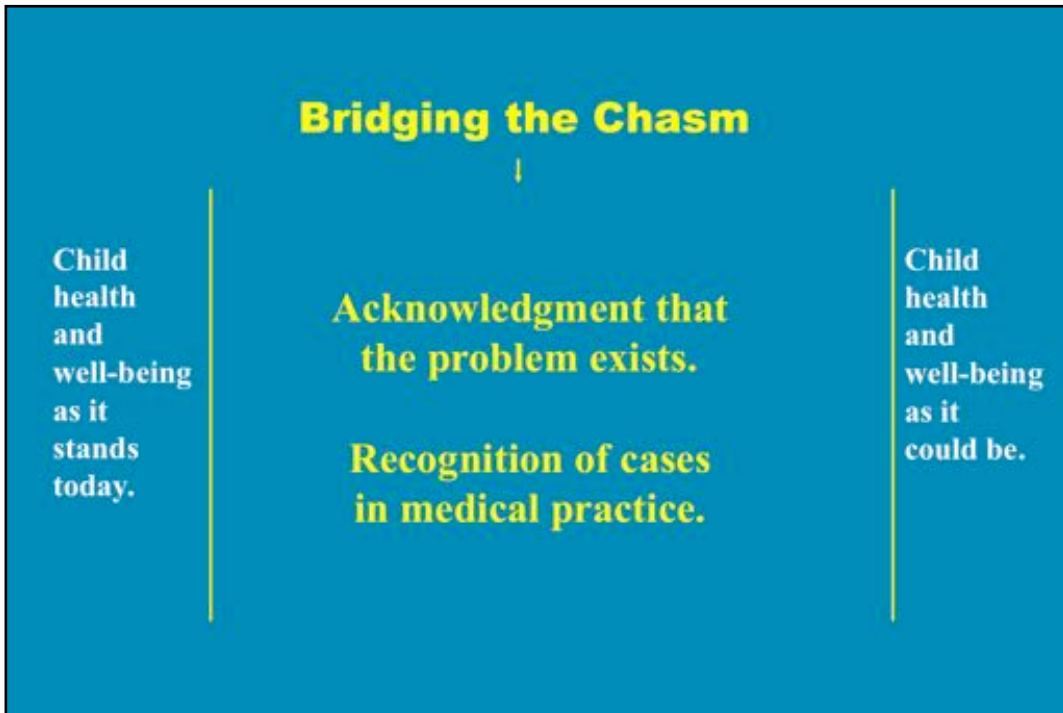 Bridging the Chasm
Child
health
and
well-being
as it
stands
today.
Acknowledgment that
the problem exists.
Recognition of cases
in medical practice.
Child
health
and
well-being
as it
could be.